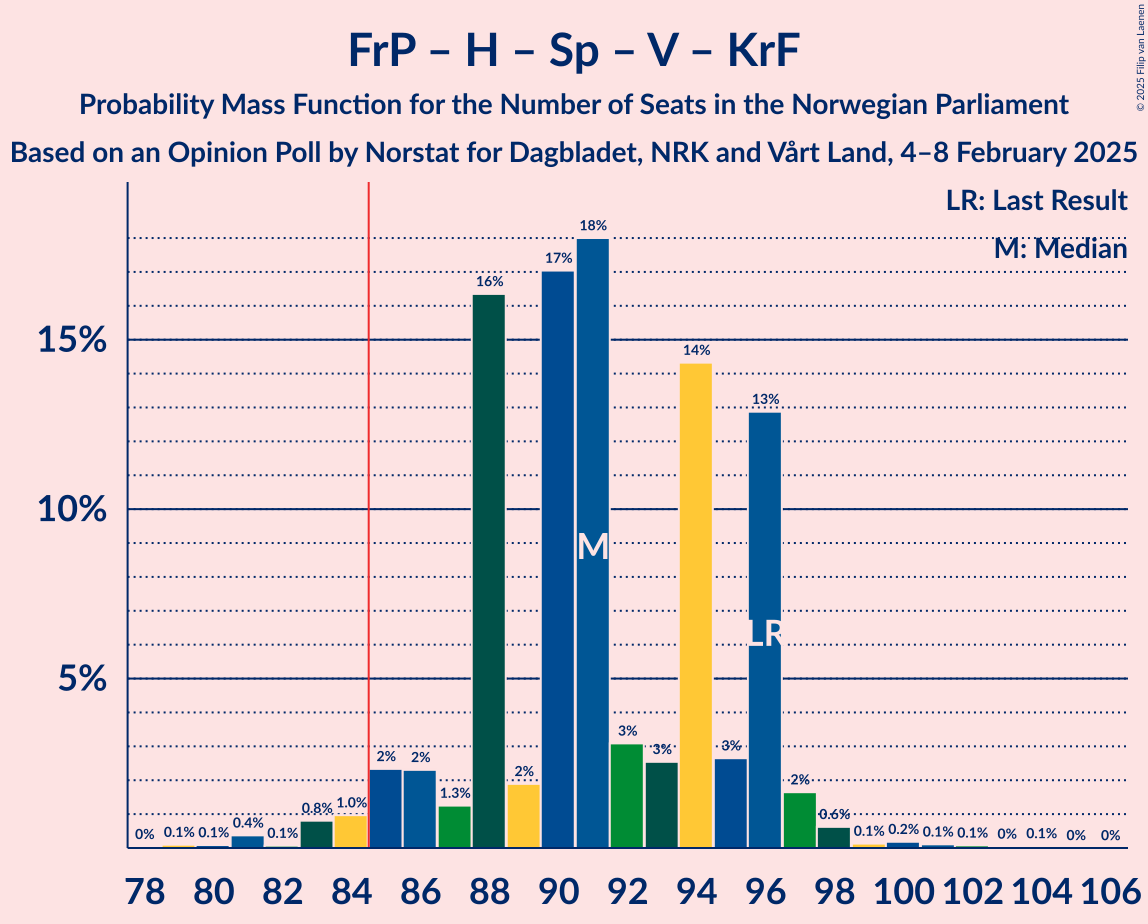 FrP – H – Sp – V – KrF
Probability Mass Function for the Number of Seats in the Norwegian Parliament
Based on an Opinion Poll by Norstat for Dagbladet, NRK and Vårt Land, 4–8 February 2025
© 2025 Filip van Laenen
LR: Last Result
M: Median
15%
10%
5%
0% 0.1% 0.1% 0.4% 0.1% 0.8% 1.0% 2% 2% 1.3% 16% 2% 17% 18% 3% 3% 14% 3% 13% 2% 0.6% 0.1% 0.2% 0.1% 0.1% 0% 0.1% 0% 0%
M
LR
78 80 82 84 86 88 90 92 94 96 98 100 102 104 106